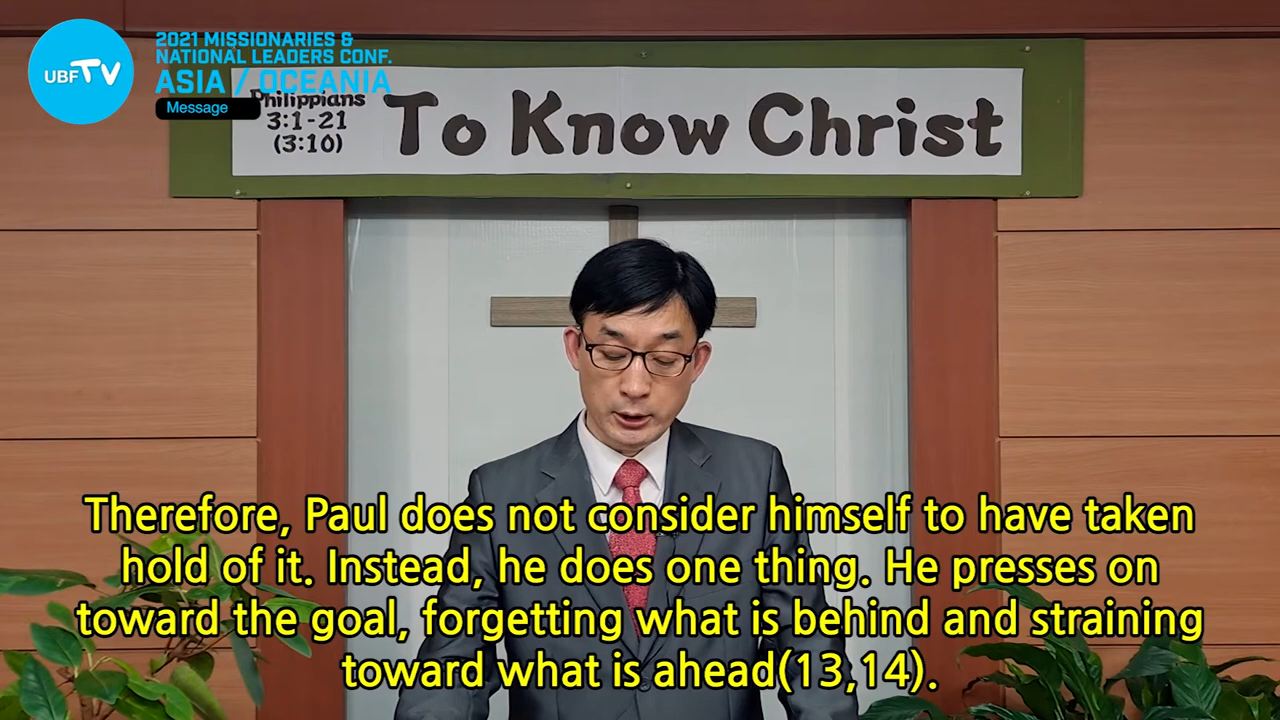 UBFTV
2021 MISSIONARIES &
NATIONAL LEADERS CONF.
ASIA / OCEANIA
Message
Philippians
3:1-21
(3:10)
To Know Christ
Therefore, Paul does not consider himself to have taken
hold of it. Instead, he does one thing. He presses on
toward the goal, forgetting what is behind and straining
toward what is ahead(13,14).